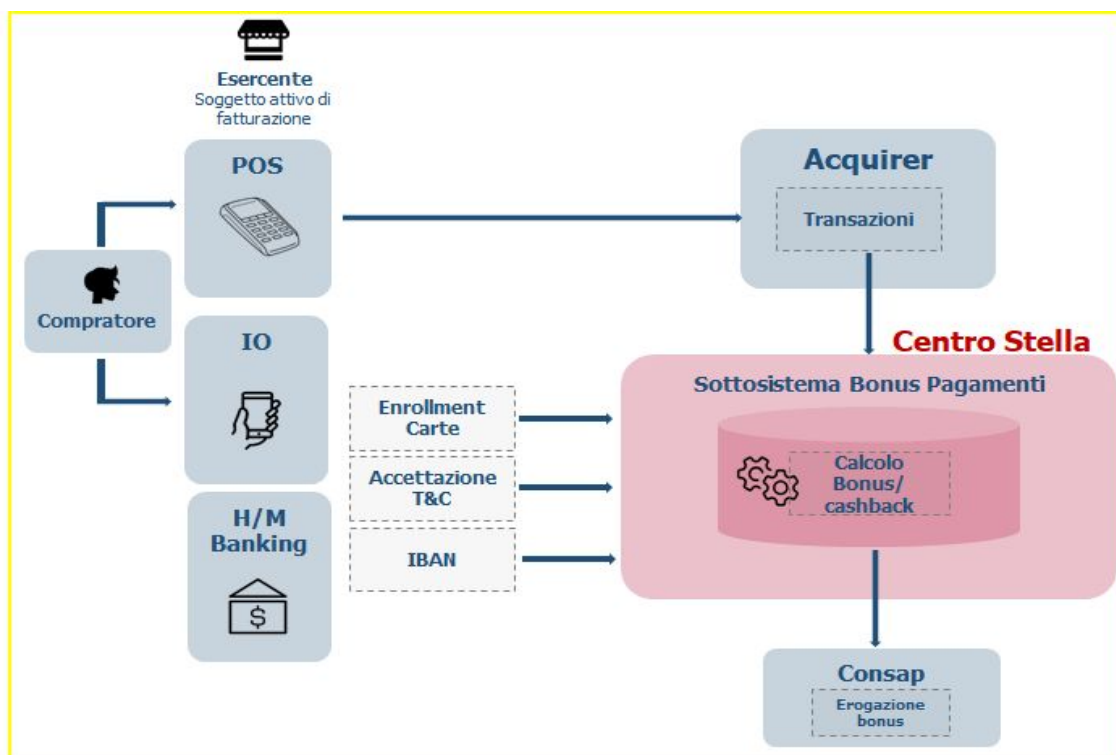 Esercente
Soggetto attivo di
fatturazione
POS
Acquirer
Transazioni
Compratore
IO
Centro Stella
Sottosistema Bonus Pagamenti
Enrollment
Carte
Accettazione
T&C
IBAN
Calcolo
Bonus/
cashback
H/M
Banking
$
Consap
Erogazione
bonus